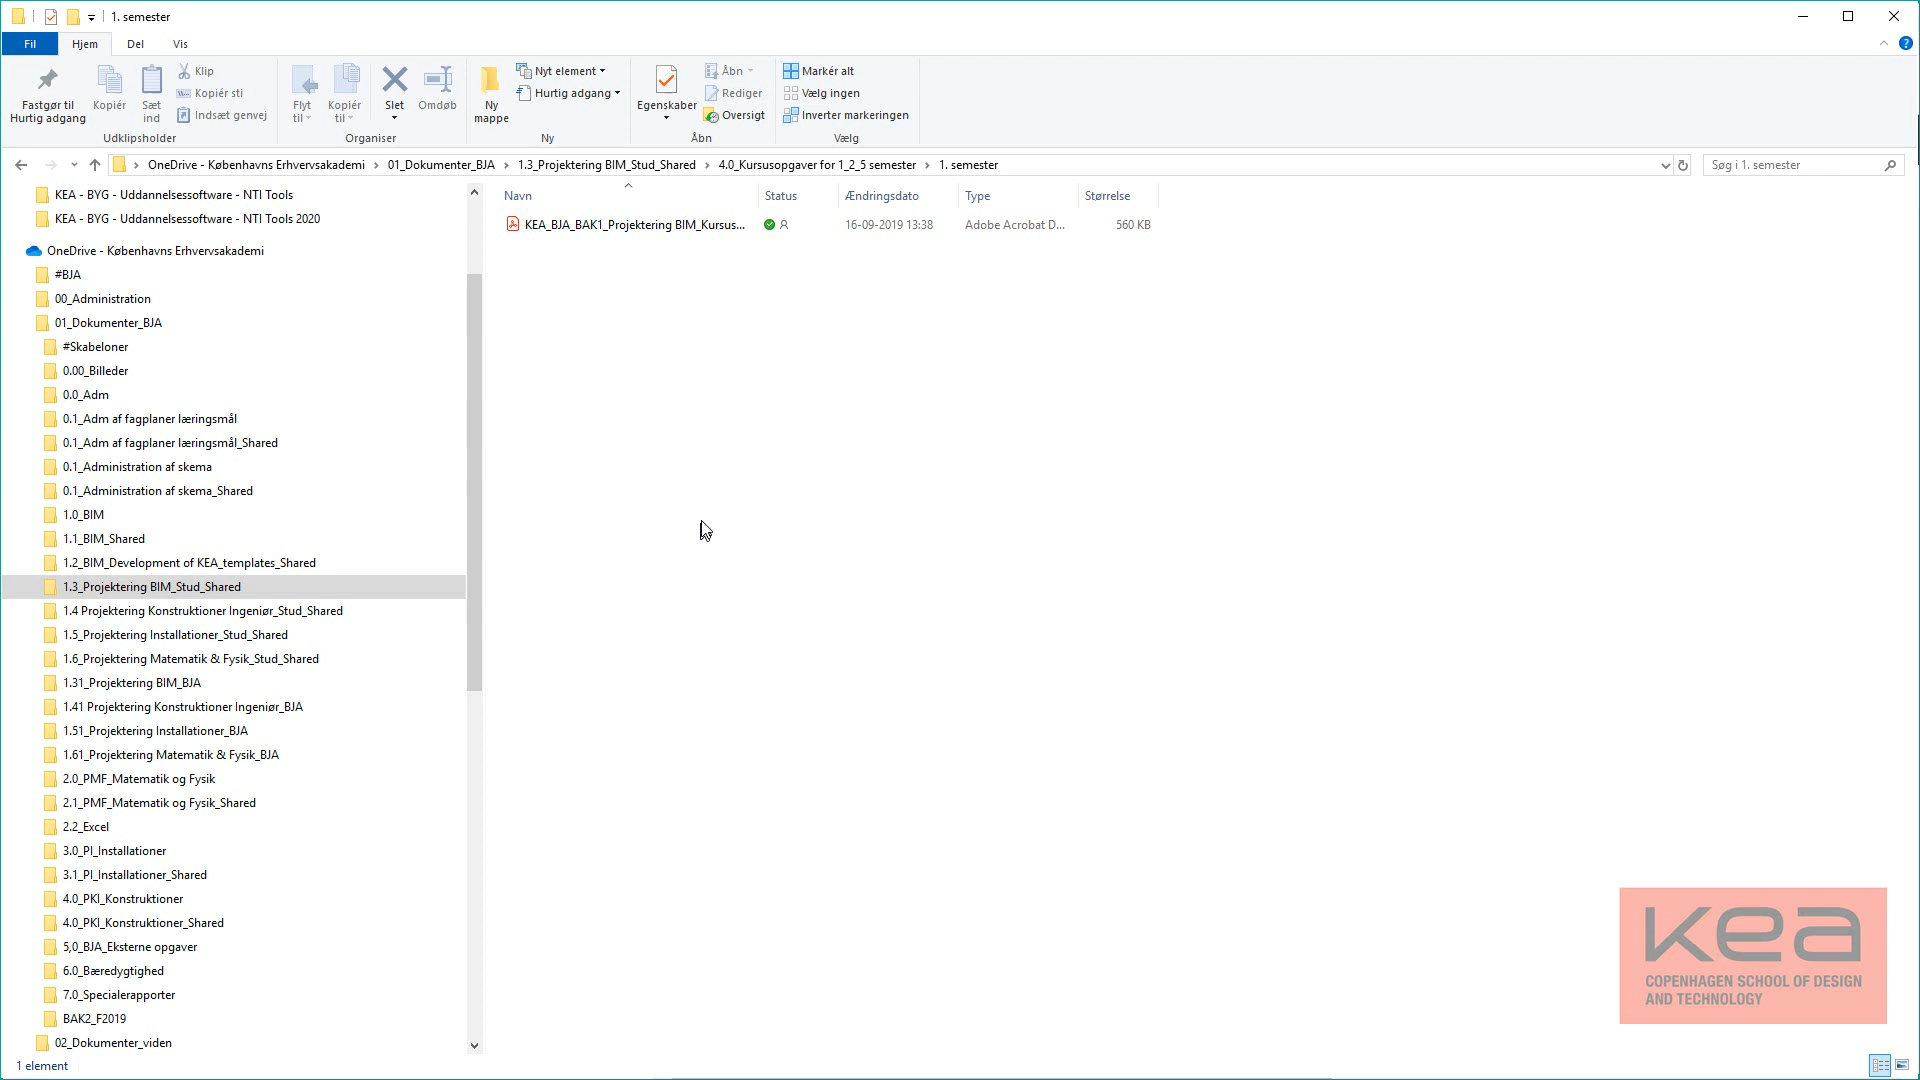 1. semester
Fil Hjem Del Vis
Fastgør til Hurtig adgang
Kopiér
Sæt ind
Klip
Kopiér sti
Indsæt genvej
Udklipsholder
Flyt til
Kopiér til
Slet
Omdøb
Organiser
Ny mappe
Nyt element
Hurtig adgang
Ny
Egenskaber
Åbn
Rediger
Oversigt
Åbn
Markér alt
Vælg ingen
Inverter markeringen
Vælg
OneDrive - Københavns Erhvervsakademi > 01_Dokumenter_BJA > 1.3_Projektering BIM_Stud_Shared > 4.0_Kursusopgaver for 1_2_5 semester > 1. semester
Søg i 1. semester
KEA - BYG - Uddannelsessoftware - NTI Tools
KEA - BYG - Uddannelsessoftware - NTI Tools 2020
OneDrive - Københavns Erhvervsakademi
#BJA
00_Administration
01_Dokumenter_BJA
#Skabeloner
0.00_Billeder
0.0_Adm
0.1_Adm af fagplaner læringsmål
0.1_Adm af fagplaner læringsmål_Shared
0.1_Administration af skema
0.1_Administration af skema_Shared
1.0_BIM
1.1_BIM_Shared
1.2_BIM_Development of KEA_templates_Shared
1.3_Projektering BIM_Stud_Shared
1.4 Projektering Konstruktioner Ingeniør_Stud_Shared
1.5_Projektering Installationer_Stud_Shared
1.6_Projektering Matematik & Fysik_Stud_Shared
1.31_Projektering BIM_BJA
1.41 Projektering Konstruktioner Ingeniør_BJA
1.51_Projektering Installationer_BJA
1.61_Projektering Matematik & Fysik_BJA
2.0_PMF_Matematik og Fysik
2.1_PMF_Matematik og Fysik_Shared
2.2_Excel
3.0_PI_Installationer
3.1_PI_Installationer_Shared
4.0_PKI_Konstruktioner
4.0_PKI_Konstruktioner_Shared
5,0_BJA_Eksterne opgaver
6.0_Bæredygtighed
7.0_Specialerapporter
BAK2_F2019
02_Dokumenter_viden
Navn Status Ændringsdato Type Størrelse
KEA_BJA_BAK1_Projektering BIM_Kursus... 16-09-2019 13:38 Adobe Acrobat D... 560 KB
kea
COPENHAGEN SCHOOL OF DESIGN
AND TECHNOLOGY
1 element